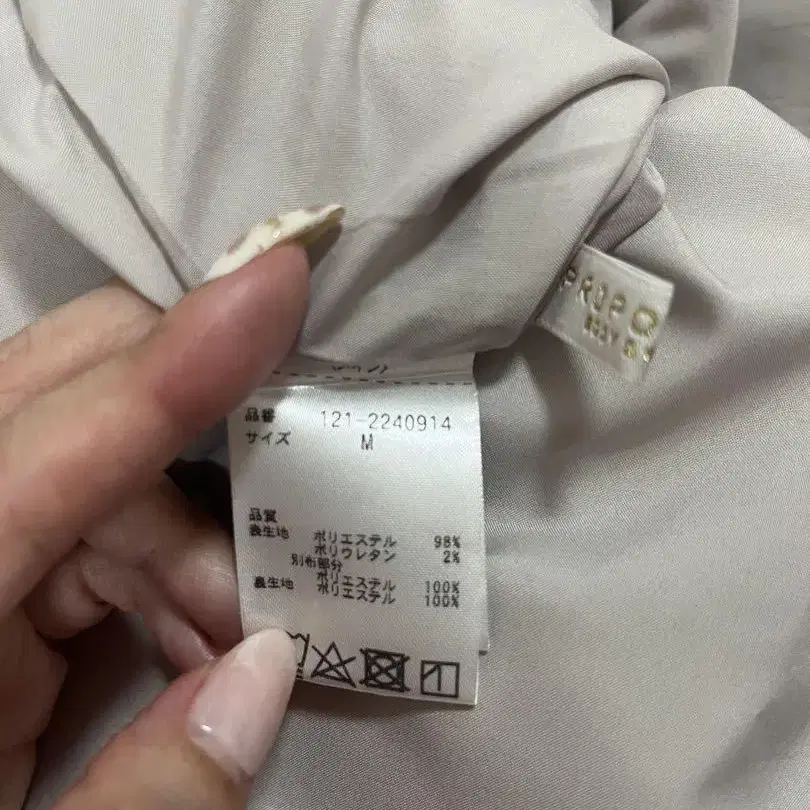 PROPO
BODY
品番 121-2240914
サイズ M
品質
表生地 ポリエステル 98%
ポリウレタン 2%
別布部分
ポリエステル 100%
裏生地 ポリエステル 100%